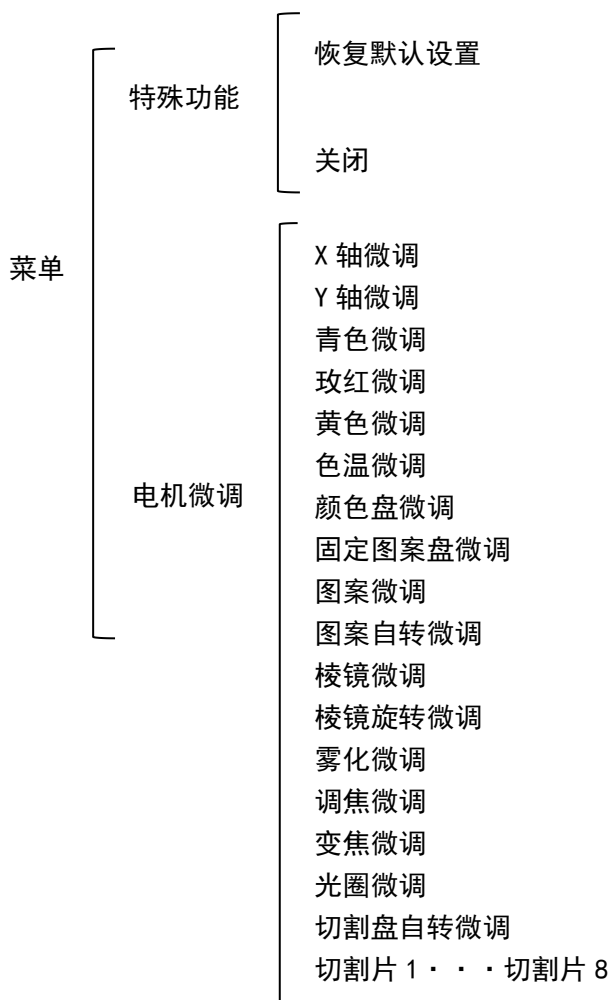 菜单
特殊功能
恢复默认设置
关闭
电机微调
X 轴微调
Y 轴微调
青色微调
玫红微调
黄色微调
色温微调
颜色盘微调
固定图案盘微调
图案微调
图案自转微调
棱镜微调
棱镜旋转微调
雾化微调
调焦微调
变焦微调
光圈微调
切割盘自转微调
切割片 1···切割片 8